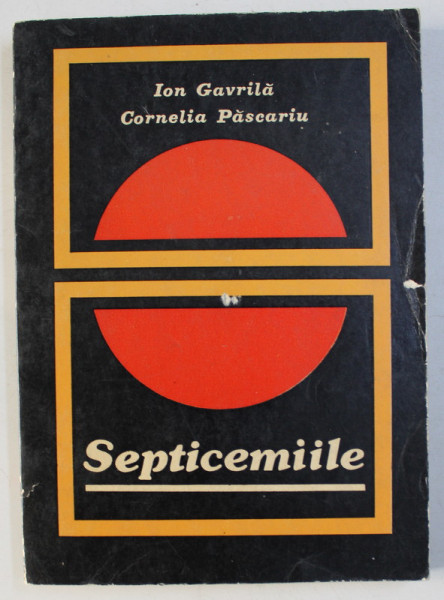 Ion Gavrilă
Cornelia Păscariu
Septicemiile